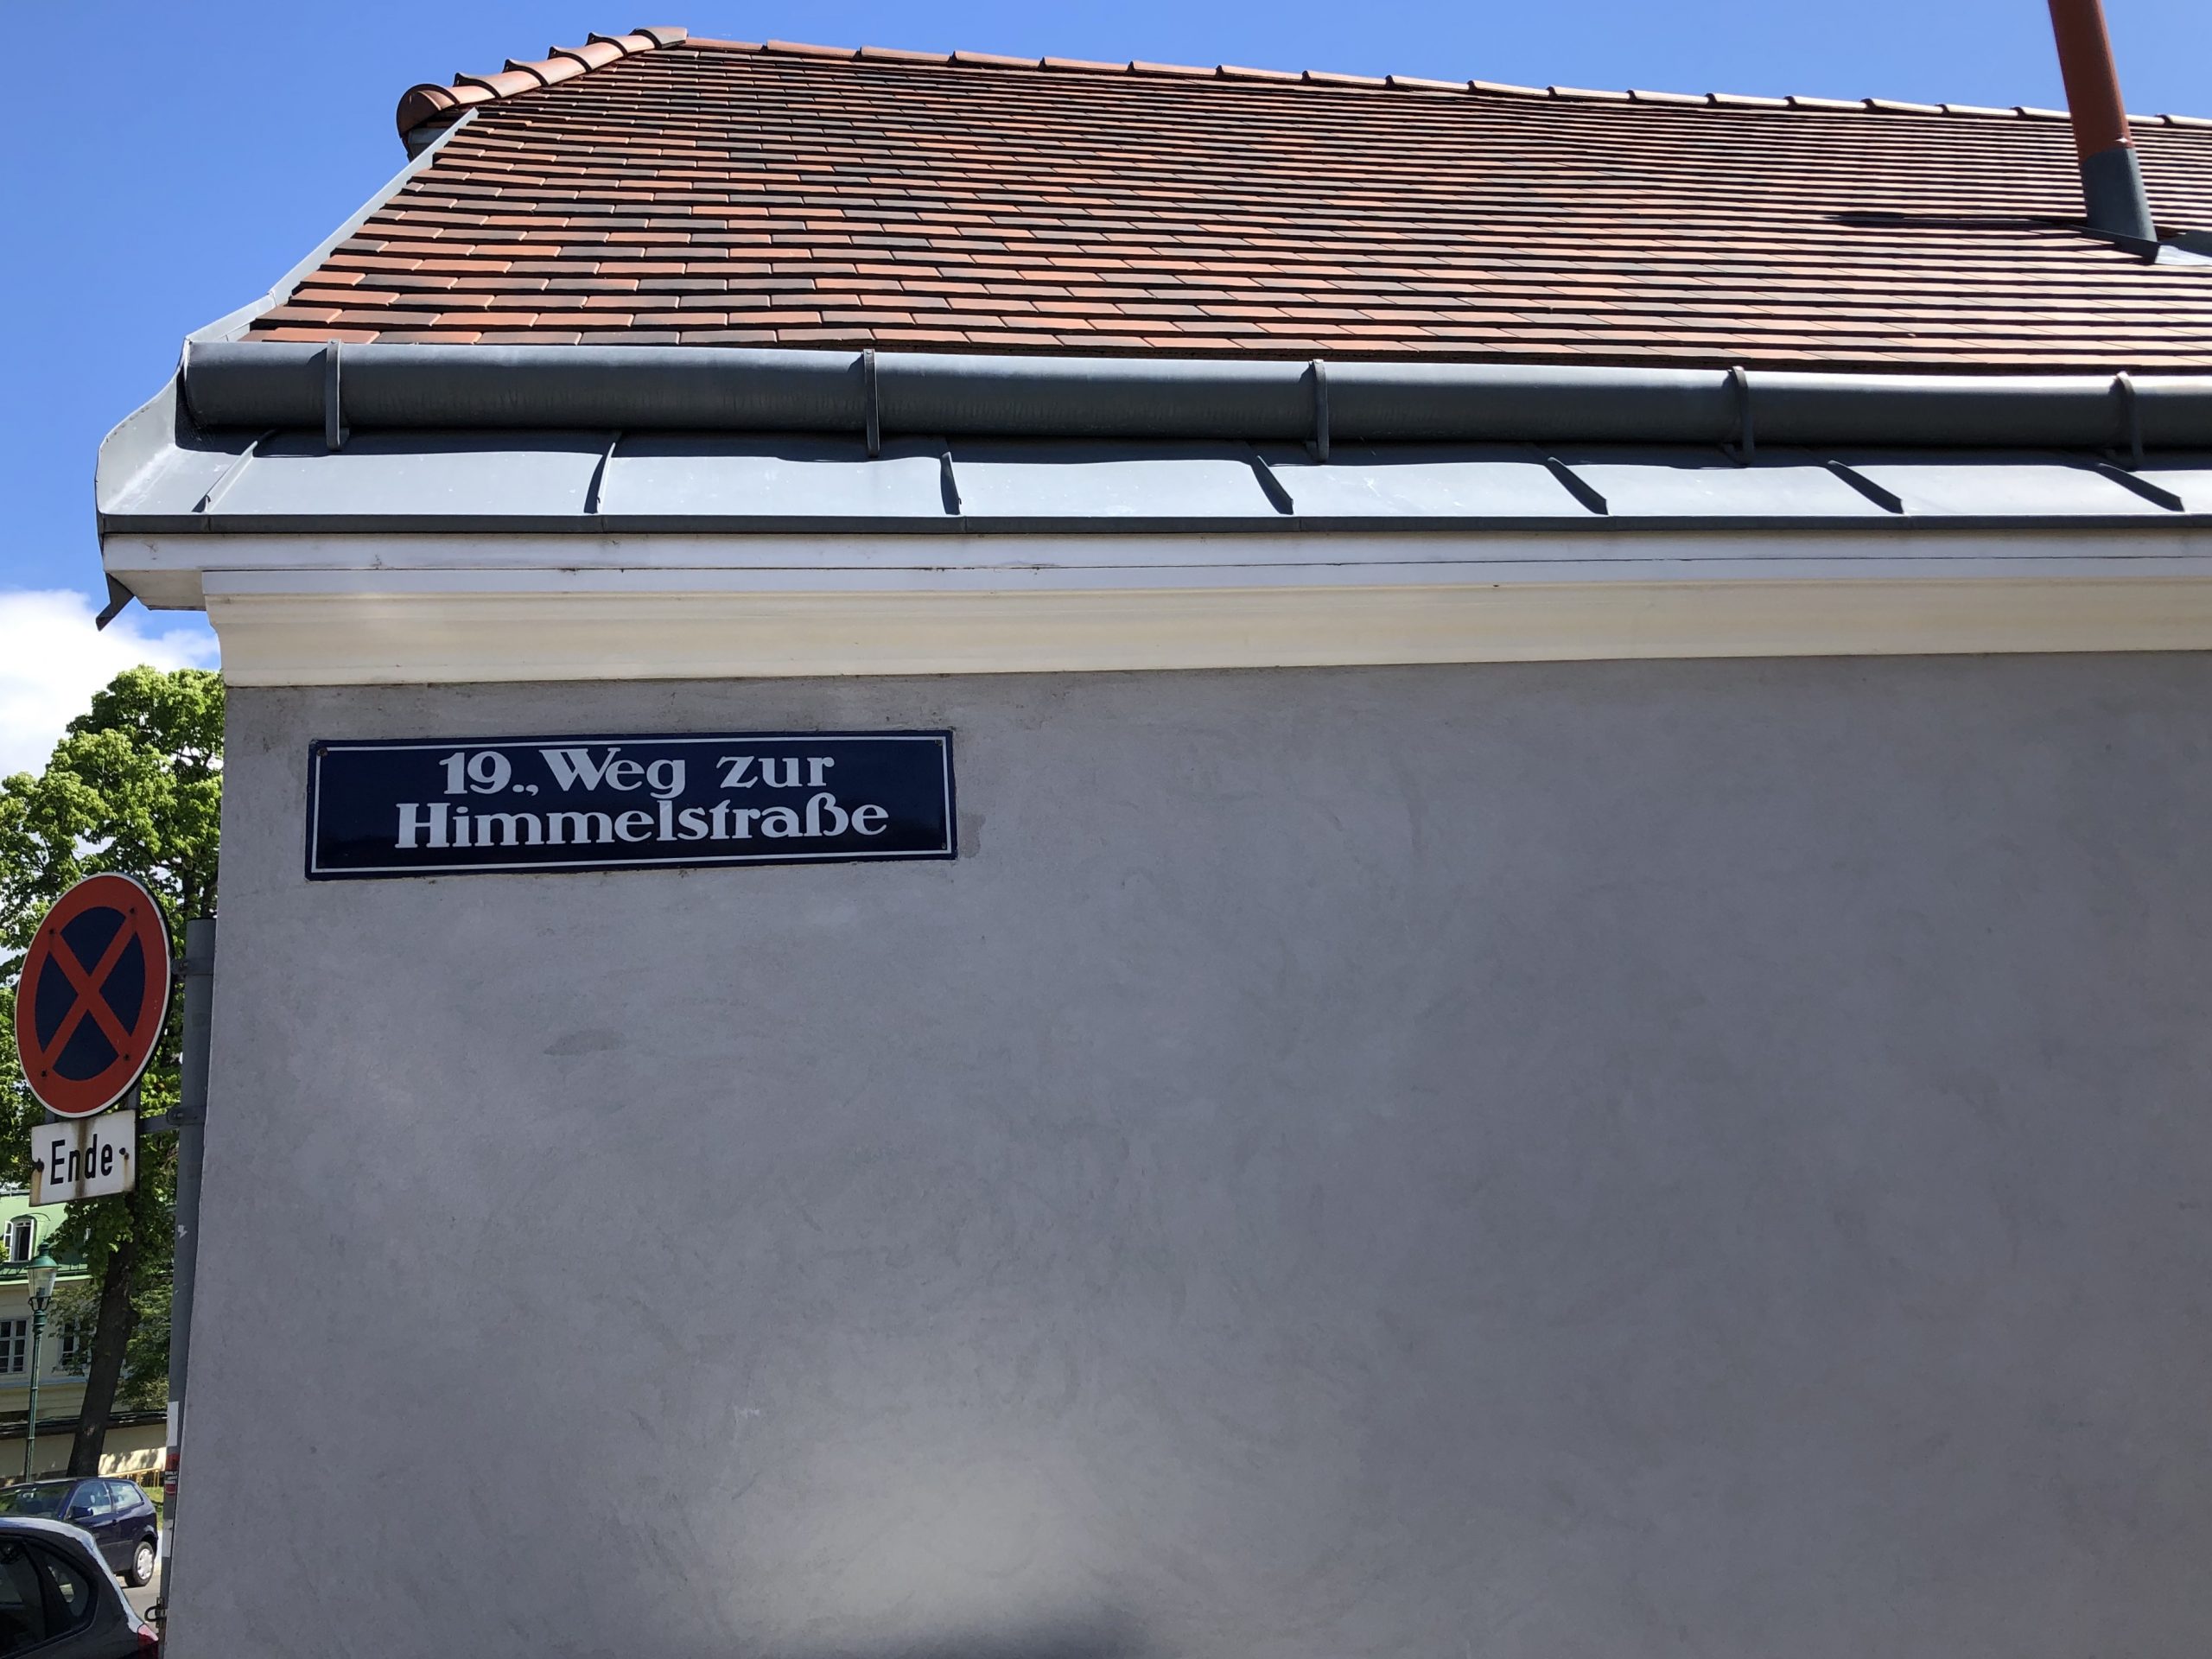 19., Weg zur
Himmelstraße
Ende